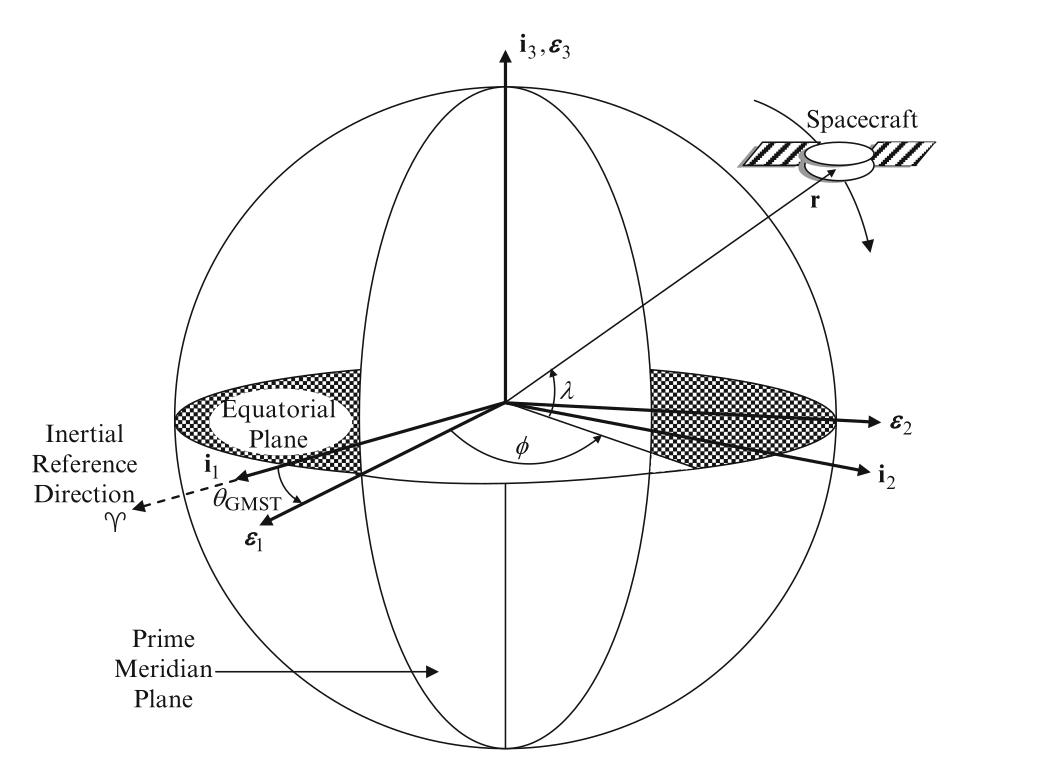 i3, ε3
Spacecraft
r
Equatorial
Plane
λ
ϕ
ε2
i2
Inertial
Reference
Direction
♈
i1
θGMST
ε1
Prime
Meridian
Plane